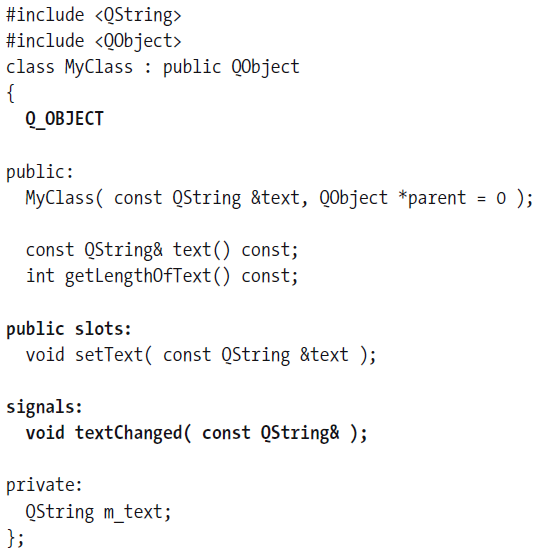 #include <QString>
#include <QObject>
class MyClass : public QObject
{
  Q_OBJECT

public:
  MyClass( const QString &text, QObject *parent = 0 );

  const QString& text() const;
  int getLengthOfText() const;

public slots:
  void setText( const QString &text );

signals:
  void textChanged( const QString& );

private:
  QString m_text;
};